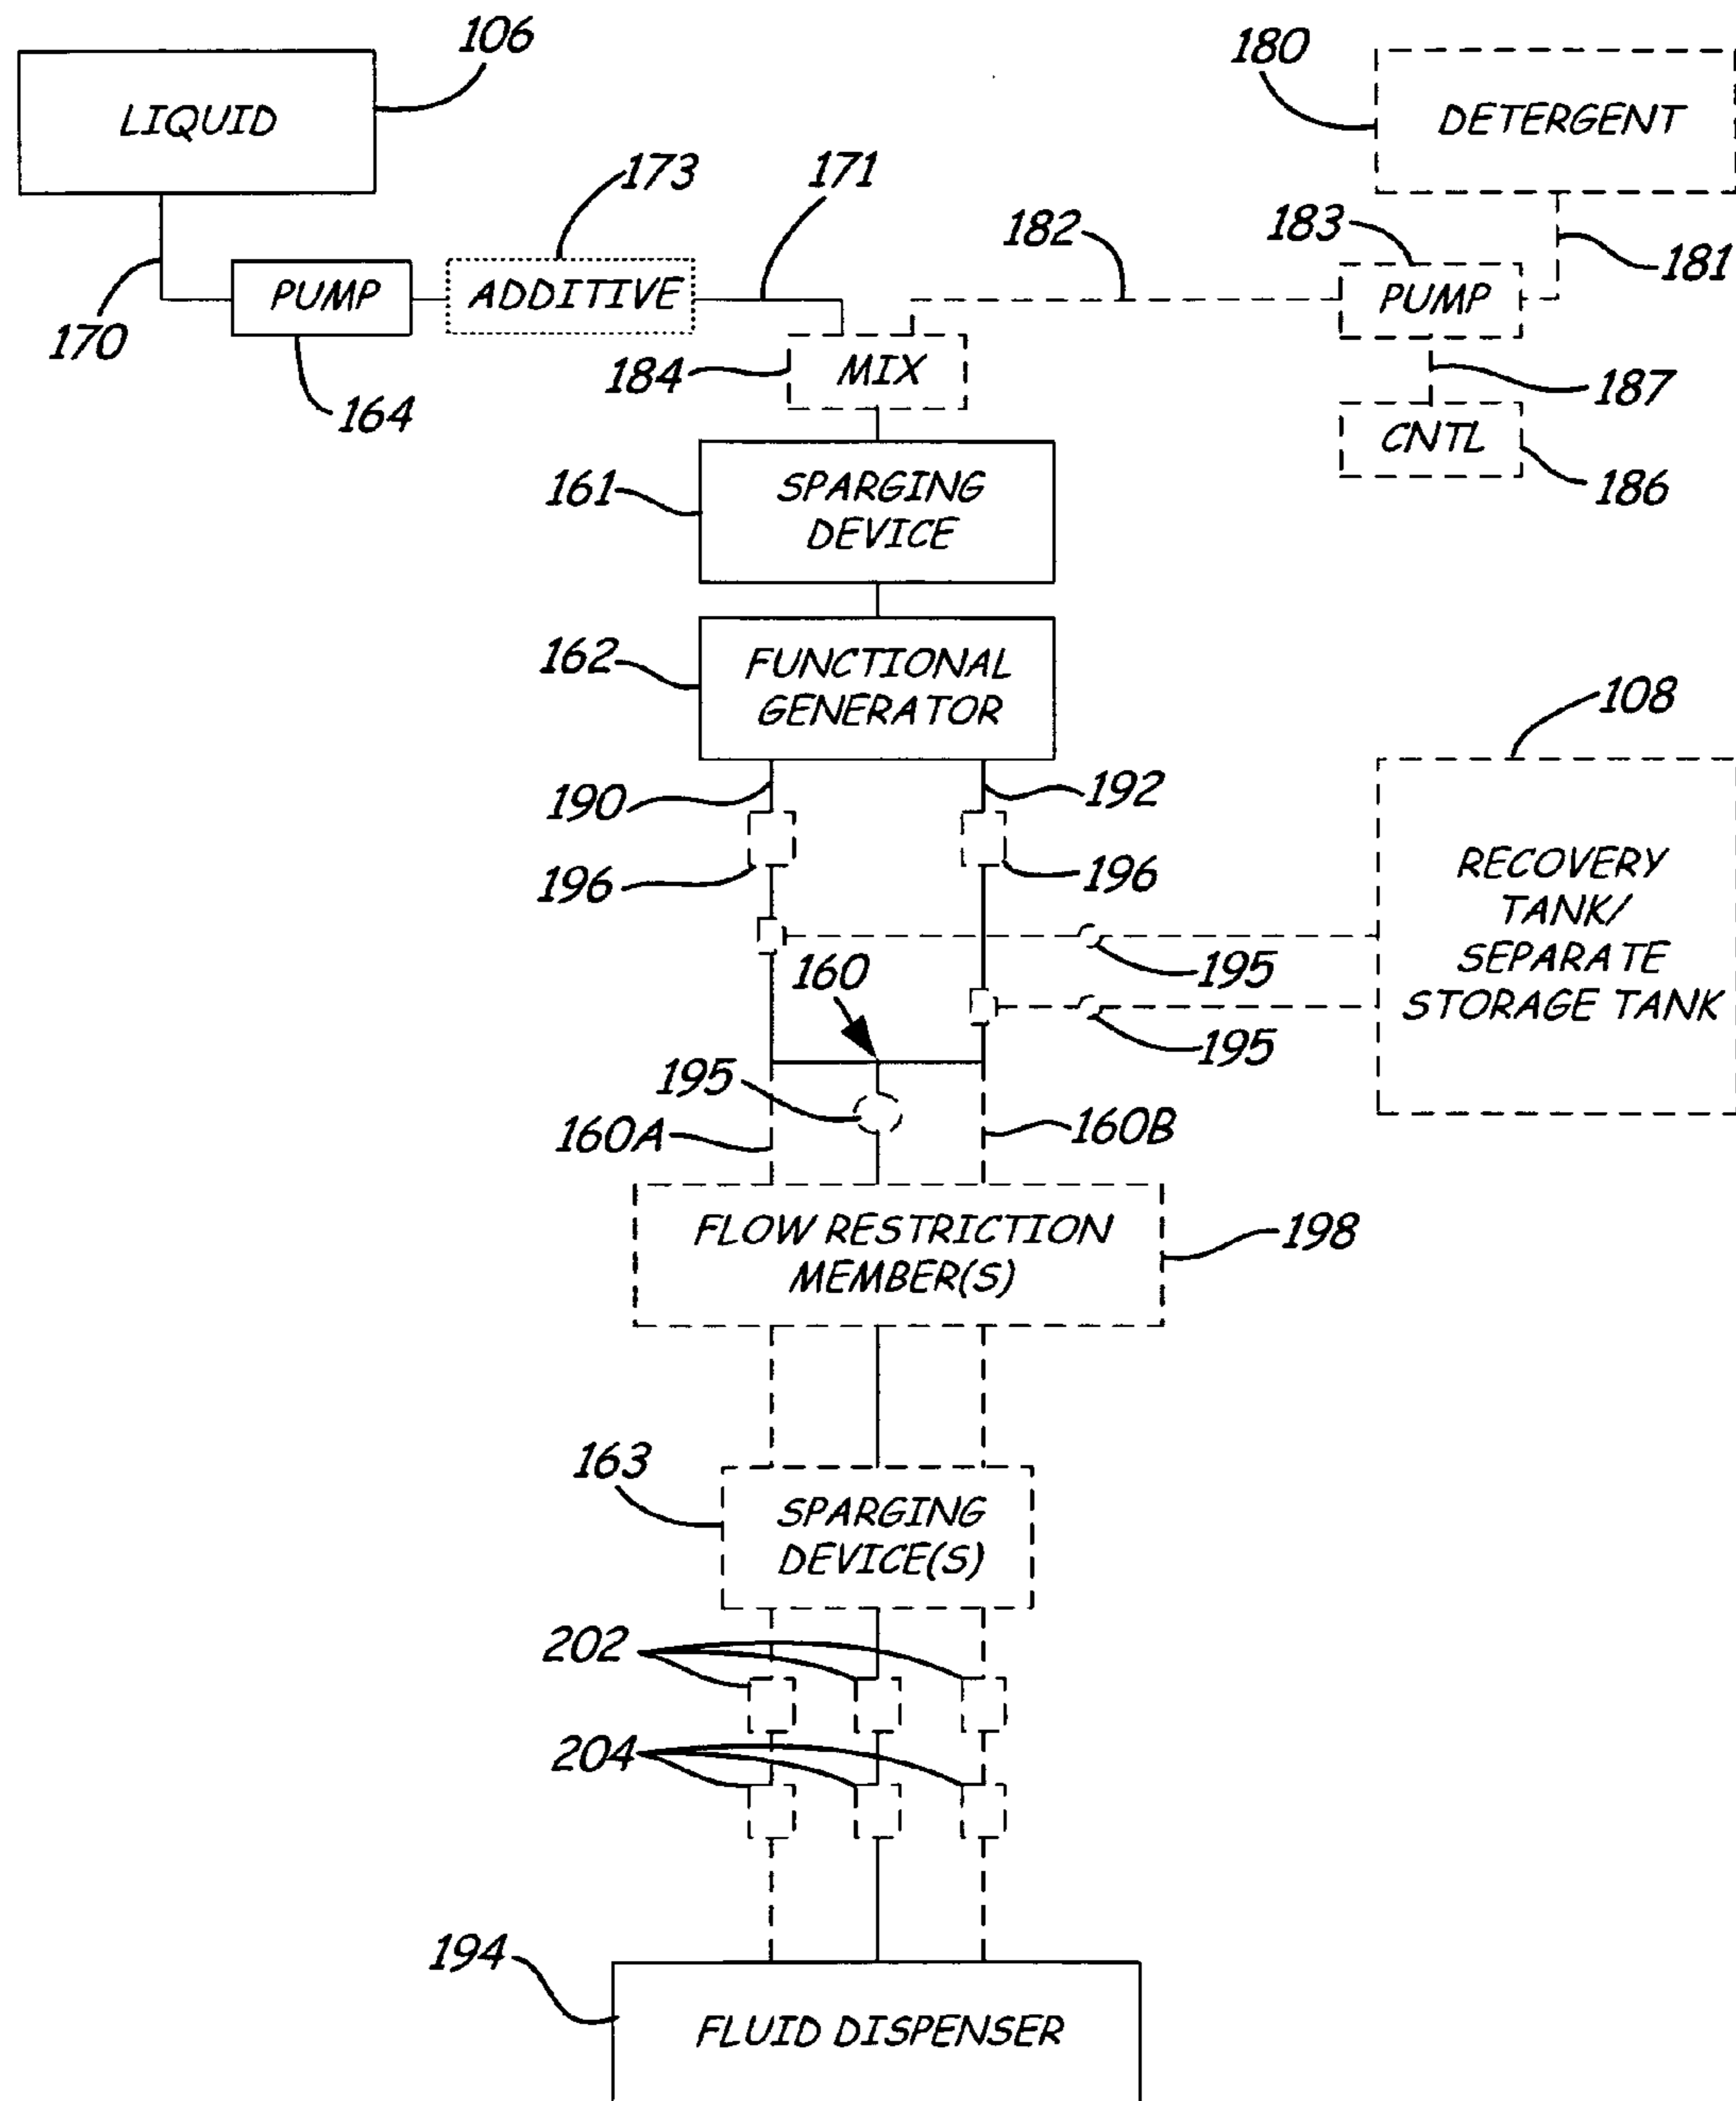 106
LIQUID
180
DETERGENT
173
171
182
183
181
PUMP
ADDITIVE
PUMP
170
164
184
MIX
187
CNTL
186
161
SPARGING
DEVICE
162
FUNCTIONAL
GENERATOR
108
190
192
196
196
RECOVERY
TANK/
SEPARATE
STORAGE TANK
195
160
195
195
160A
160B
FLOW RESTRICTION
MEMBER(S)
198
163
SPARGING
DEVICE(S)
202
204
194
FLUID DISPENSER